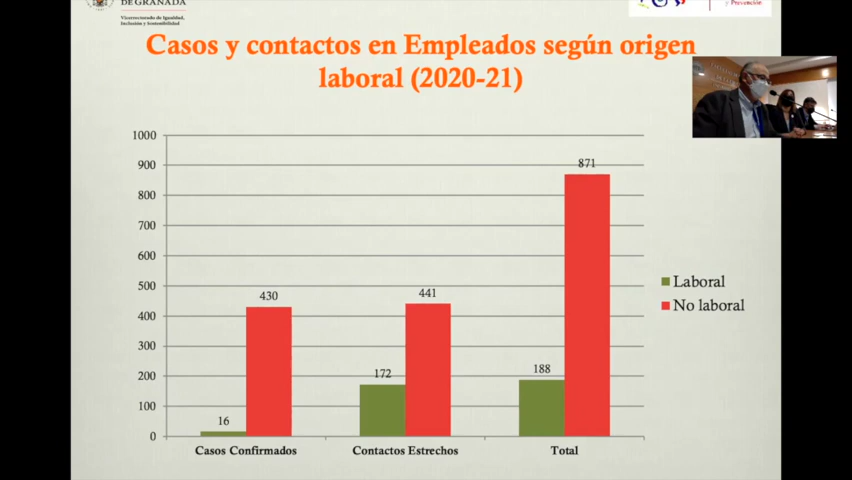 DE GRANADA
Vicerrectorado de Igualdad,
Inclusión y Sostenibilidad
y Prevención
Casos y contactos en Empleados según origen
laboral (2020-21)
1000
900
800
700
600
500
400
300
200
100
0
16
430
172
441
188
871
Casos Confirmados
Contactos Estrechos
Total
Laboral
No laboral